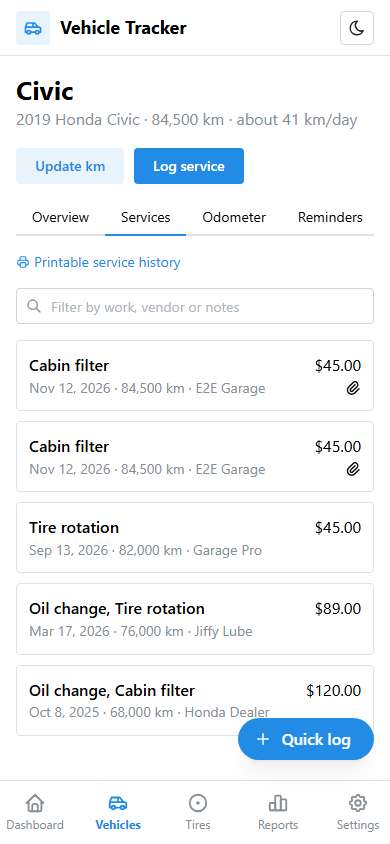 Vehicle Tracker
Civic
2019 Honda Civic · 84,500 km · about 41 km/day
Update km
Log service
Overview
Services
Odometer
Reminders
Printable service history
Filter by work, vendor or notes
Cabin filter
$45.00
Nov 12, 2026 · 84,500 km · E2E Garage
Cabin filter
$45.00
Nov 12, 2026 · 84,500 km · E2E Garage
Tire rotation
$45.00
Sep 13, 2026 · 82,000 km · Garage Pro
Oil change, Tire rotation
$89.00
Mar 17, 2026 · 76,000 km · Jiffy Lube
Oil change, Cabin filter
$120.00
Oct 8, 2025 · 68,000 km · Honda Dealer
+ Quick log
Dashboard
Vehicles
Tires
Reports
Settings